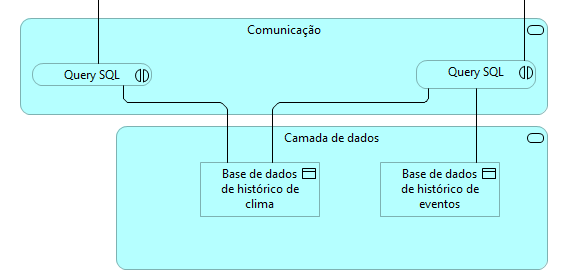 Comunicação
Query SQL
Query SQL
Camada de dados
Base de dados
de histórico de
clima
Base de dados
de histórico de
eventos